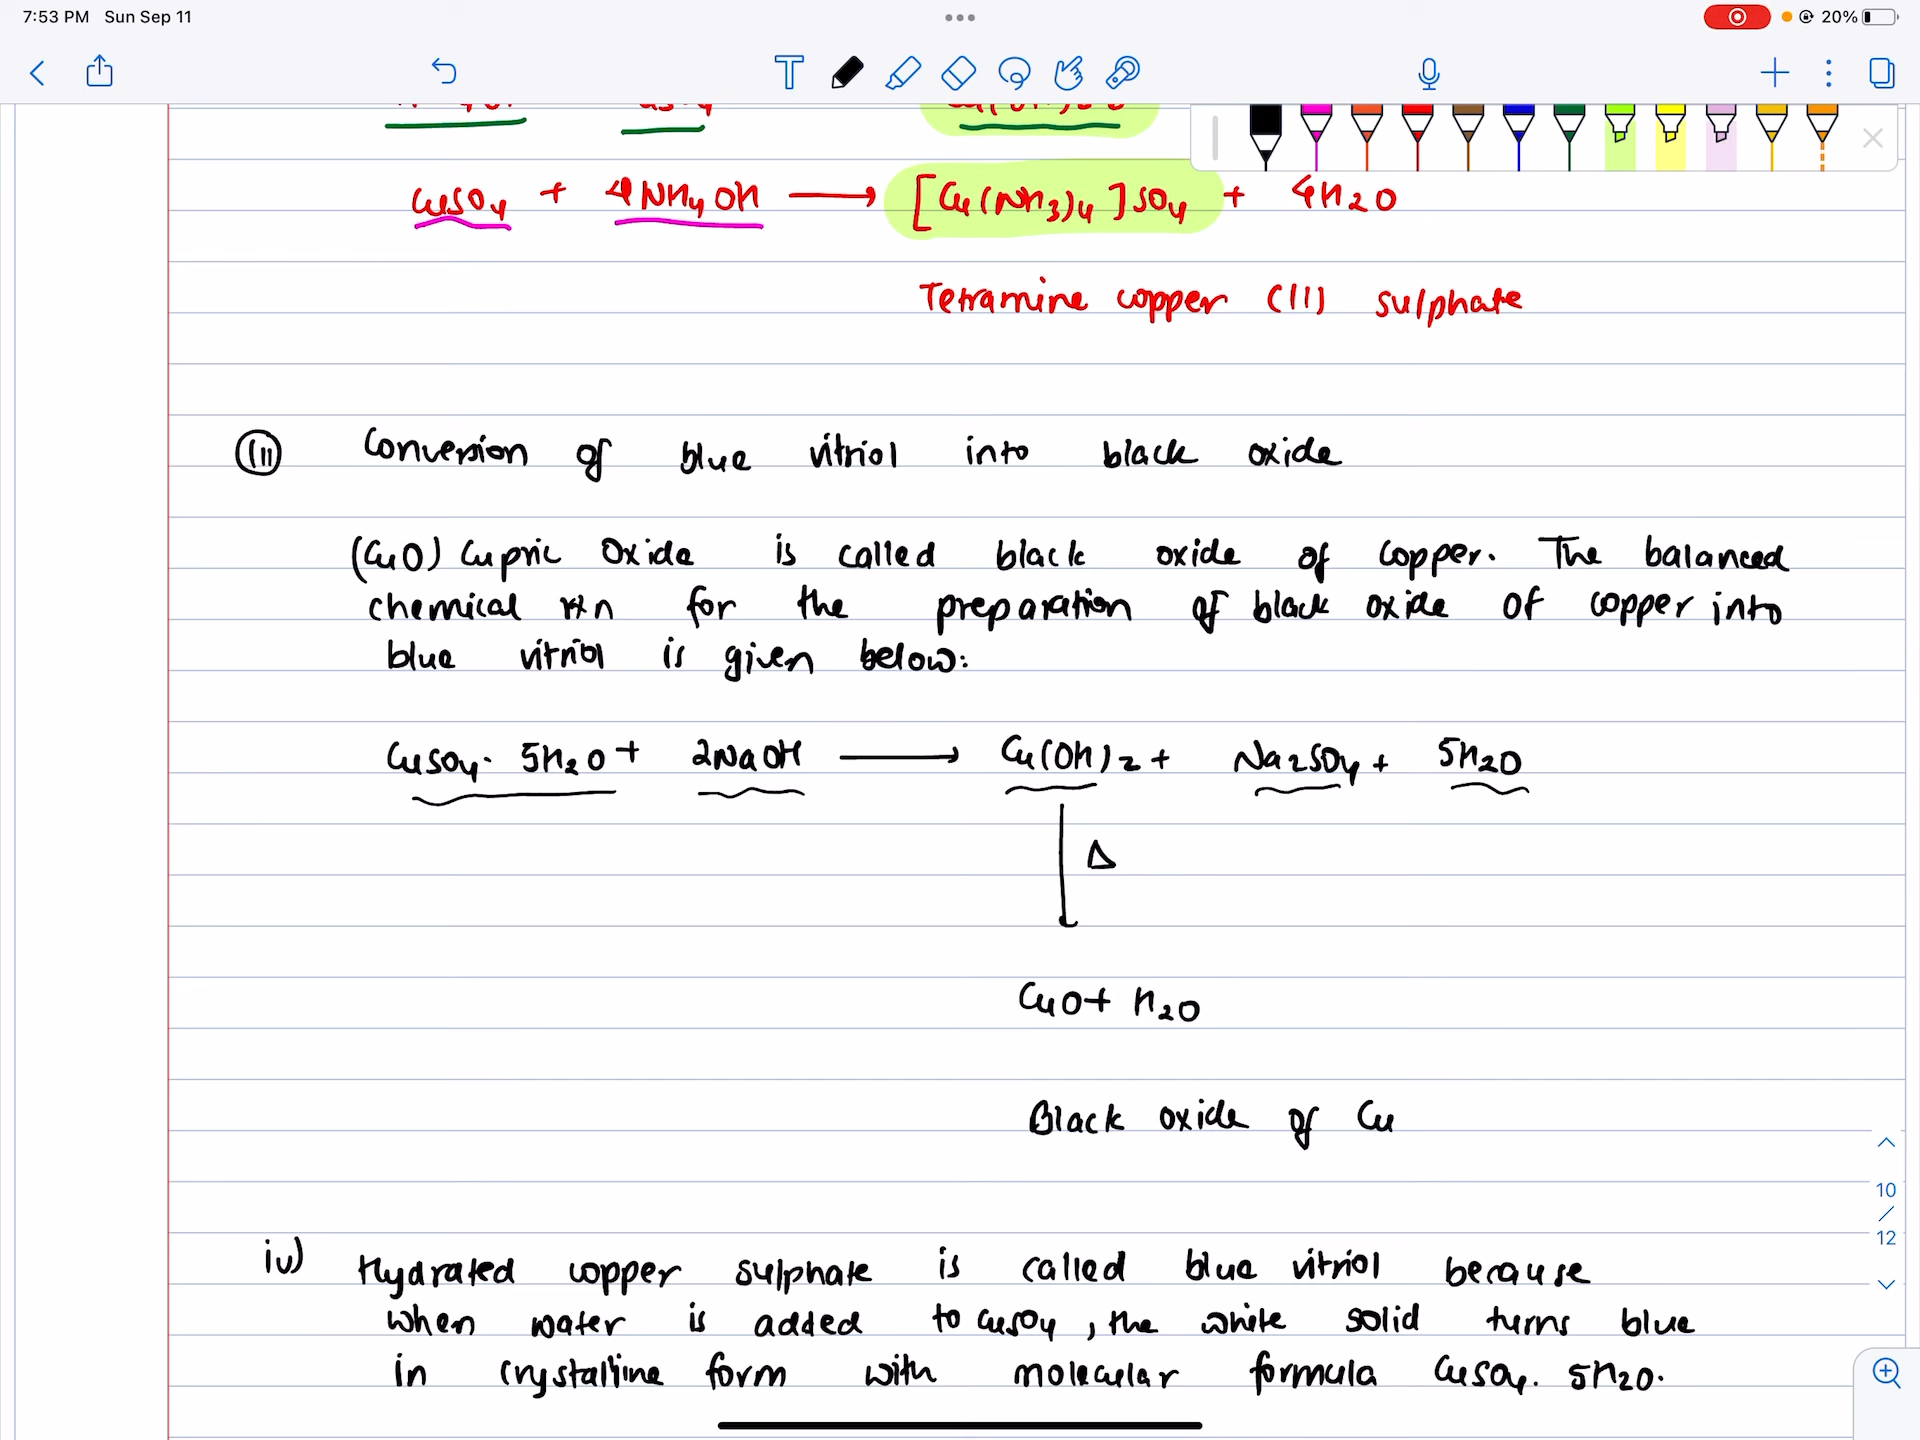 7:53 PM Sun Sep 11
20%
CuSO4 + 4NH4OH ⟶ [Cu(NH3)4]SO4 + 4H2O
Tetramine copper (II) sulphate
(iii) Conversion of blue vitriol into black oxide
(CuO) Cupric Oxide is called black oxide of copper. The balanced
chemical rxn for the preparation of black oxide of copper into
blue vitriol is given below:
CuSO4. 5H2O + 2NaOH ⟶ Cu(OH)2 + Na2SO4 + 5H2O
Δ
CuO + H2O
Black oxide of Cu
iv) Hydrated copper sulphate is called blue vitriol because
when water is added to CuSO4, the white solid turns blue
in crystalline form with molecular formula CuSO4. 5H2O.
10
/
12